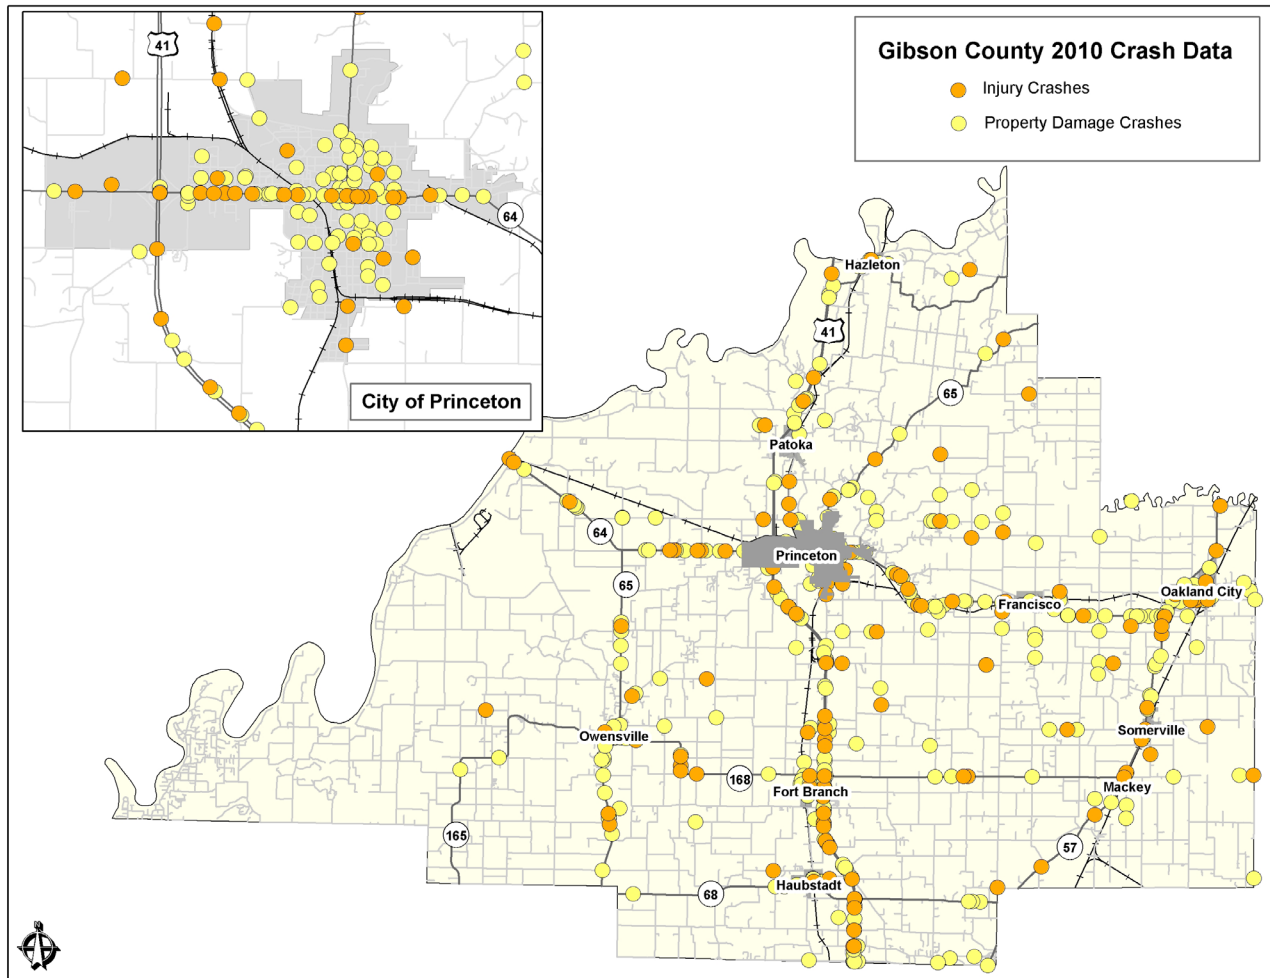 Gibson County 2010 Crash Data
Injury Crashes
Property Damage Crashes
41
64
City of Princeton
Hazleton
41
65
Patoka
64
Princeton
65
Francisco
Oakland City
Owensville
Somerville
168
Fort Branch
Mackey
165
57
Haubstadt
68